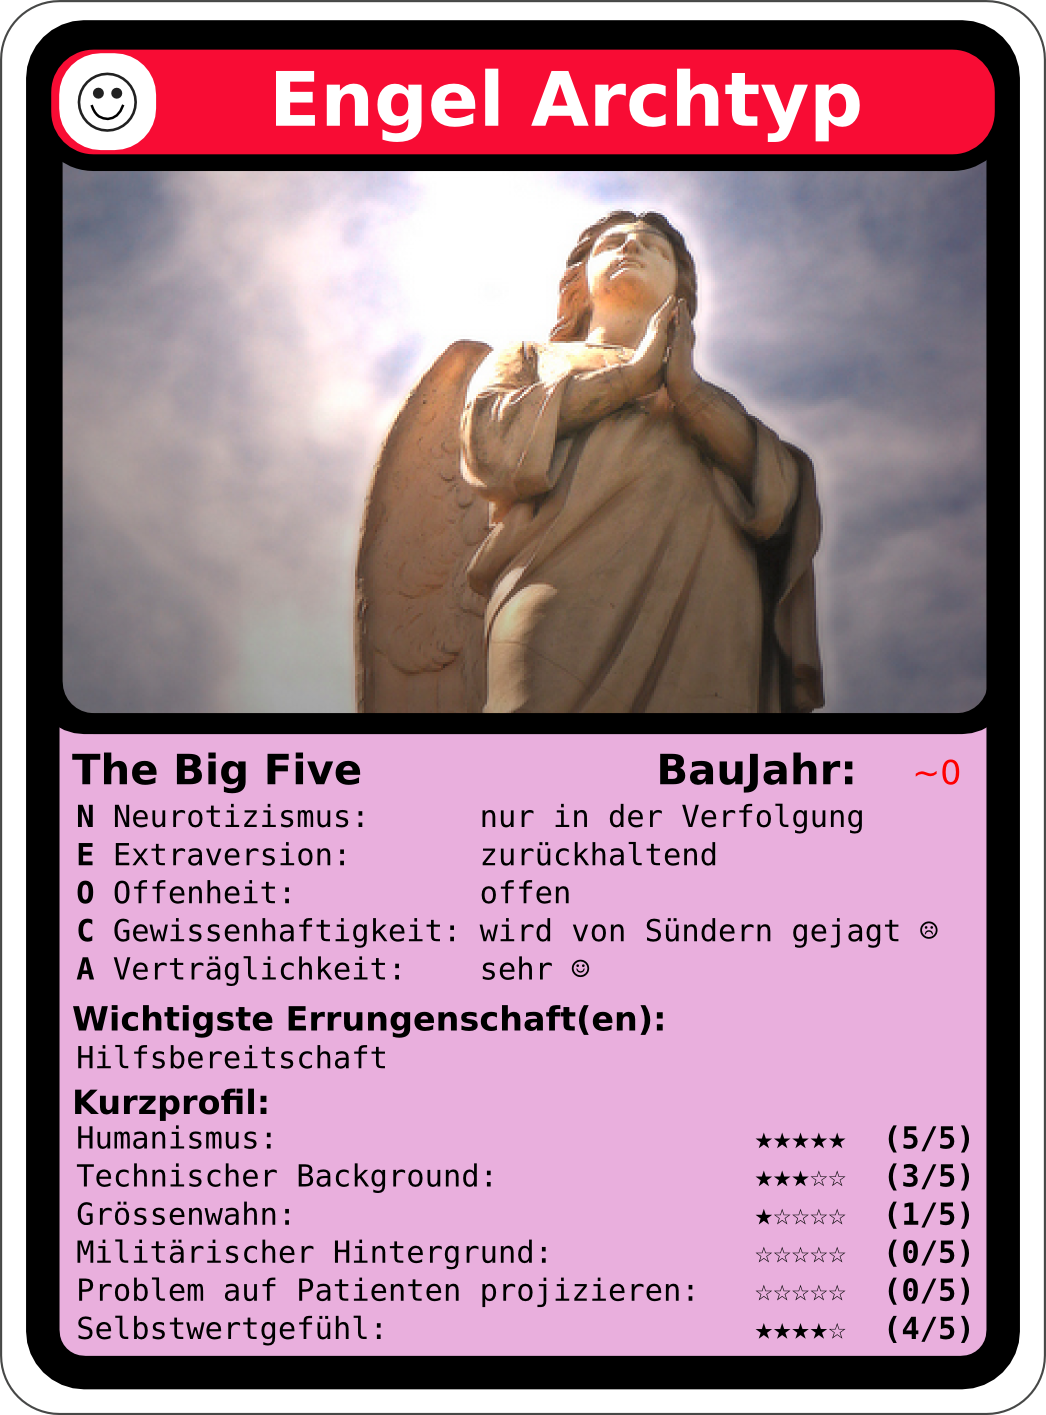 Engel Archtyp
The Big Five BauJahr: ~0
N Neurotizismus: nur in der Verfolgung
E Extraversion: zurückhaltend
O Offenheit: offen
C Gewissenhaftigkeit: wird von Sündern gejagt ☹
A Verträglichkeit: sehr ☺
Wichtigste Errungenschaft(en):
Hilfsbereitschaft
Kurzprofil:
Humanismus: ★★★★★ (5/5)
Technischer Background: ★★★☆☆ (3/5)
Grössenwahn: ★☆☆☆☆ (1/5)
Militärischer Hintergrund: ☆☆☆☆☆ (0/5)
Problem auf Patienten projizieren: ☆☆☆☆☆ (0/5)
Selbstwertgefühl: ★★★★☆ (4/5)